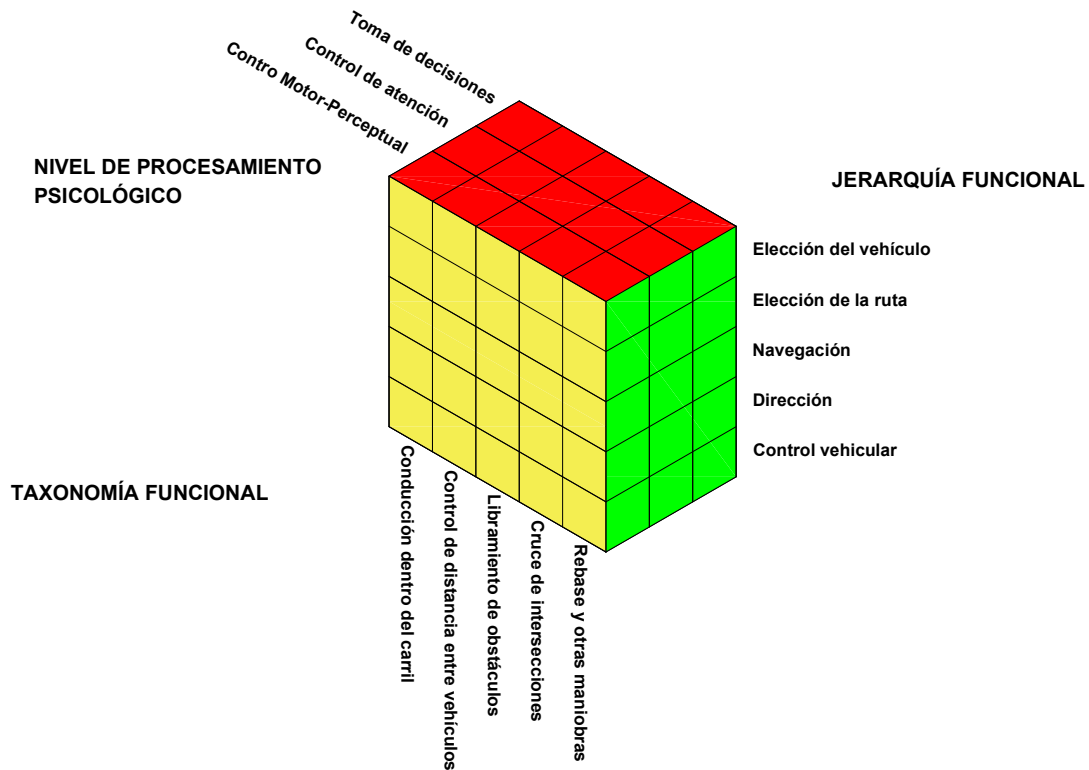 Toma de decisiones
Control de atención
Contro Motor-Perceptual
NIVEL DE PROCESAMIENTO
PSICOLÓGICO
JERARQUÍA FUNCIONAL
Elección del vehículo
Elección de la ruta
Navegación
Dirección
Control vehicular
TAXONOMÍA FUNCIONAL
Conducción dentro del carril
Control de distancia entre vehículos
Libramiento de obstáculos
Cruce de intersecciones
Rebase y otras maniobras